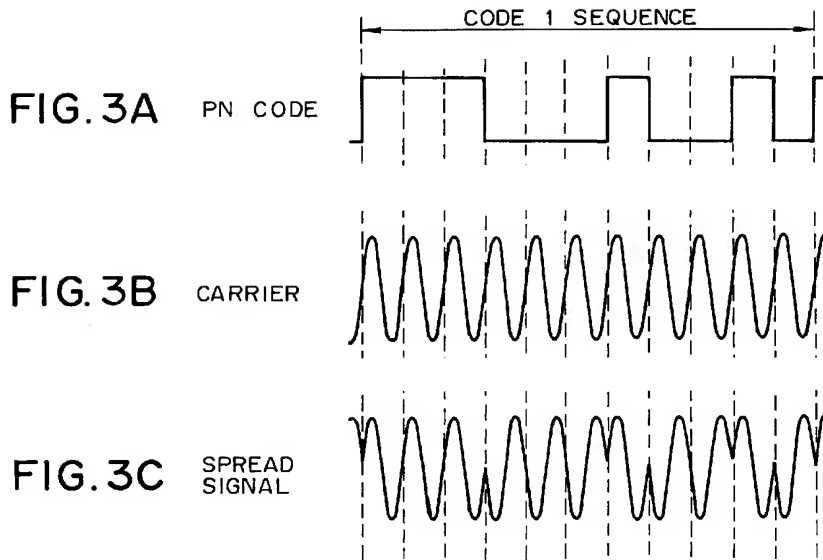 CODE 1 SEQUENCE
FIG. 3A PN CODE
FIG. 3B CARRIER
FIG. 3C SPREAD
SIGNAL